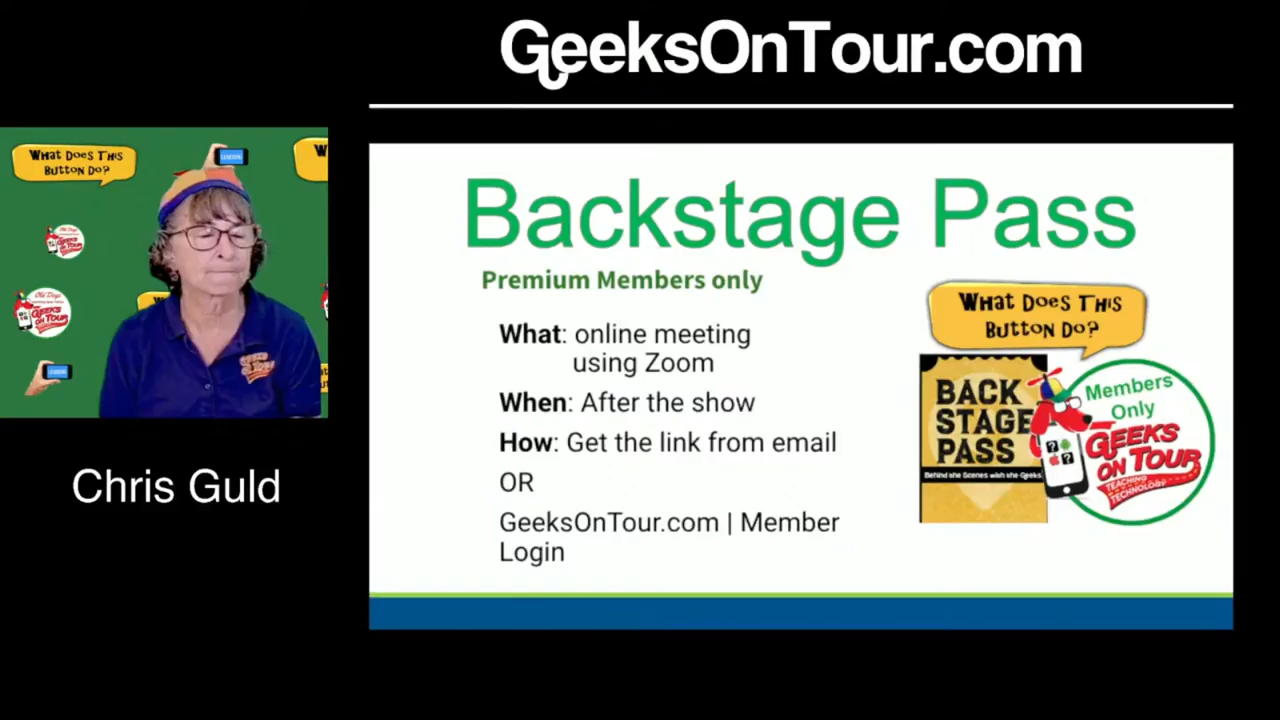 GeeksOnTour.com
What Does This
Button Do?
Backstage Pass
Premium Members only
What: online meeting
using Zoom
When: After the show
How: Get the link from email
OR
GeeksOnTour.com | Member
Login
What Does This
Button Do?
BACK
STAGE
PASS
Behind the Scenes with the Geeks
Members
Only
GEEKS
ON TOUR
TEACHING
TECHNOLOGY
Chris Guld